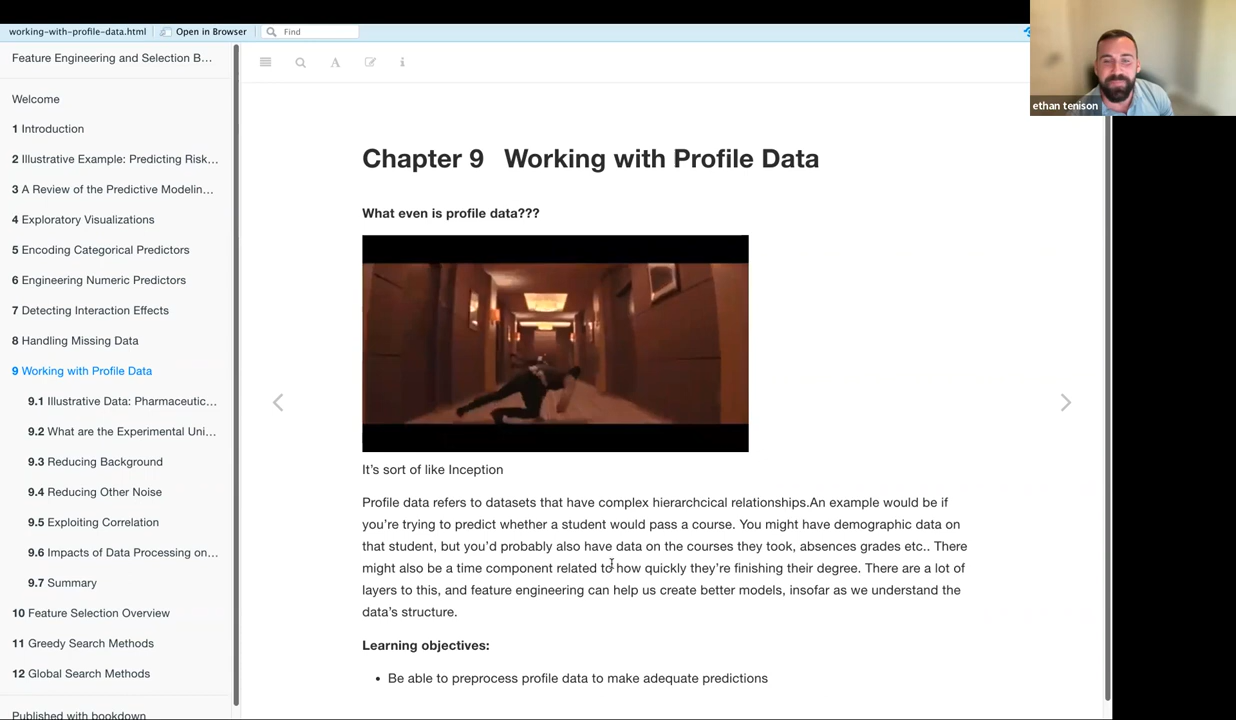 working-with-profile-data.html
Open in Browser
Find
Feature Engineering and Selection B...
Welcome
1 Introduction
2 Illustrative Example: Predicting Risk...
3 A Review of the Predictive Modelin...
4 Exploratory Visualizations
5 Encoding Categorical Predictors
6 Engineering Numeric Predictors
7 Detecting Interaction Effects
8 Handling Missing Data
9 Working with Profile Data
9.1 Illustrative Data: Pharmaceutic...
9.2 What are the Experimental Uni...
9.3 Reducing Background
9.4 Reducing Other Noise
9.5 Exploiting Correlation
9.6 Impacts of Data Processing on...
9.7 Summary
10 Feature Selection Overview
11 Greedy Search Methods
12 Global Search Methods
Published with bookdown
Chapter 9 Working with Profile Data
What even is profile data???
It's sort of like Inception
Profile data refers to datasets that have complex hierarchcical relationships.An example would be if
you're trying to predict whether a student would pass a course. You might have demographic data on
that student, but you'd probably also have data on the courses they took, absences grades etc.. There
might also be a time component related to how quickly they're finishing their degree. There are a lot of
layers to this, and feature engineering can help us create better models, insofar as we understand the
data's structure.
Learning objectives:
• Be able to preprocess profile data to make adequate predictions
ethan tenison